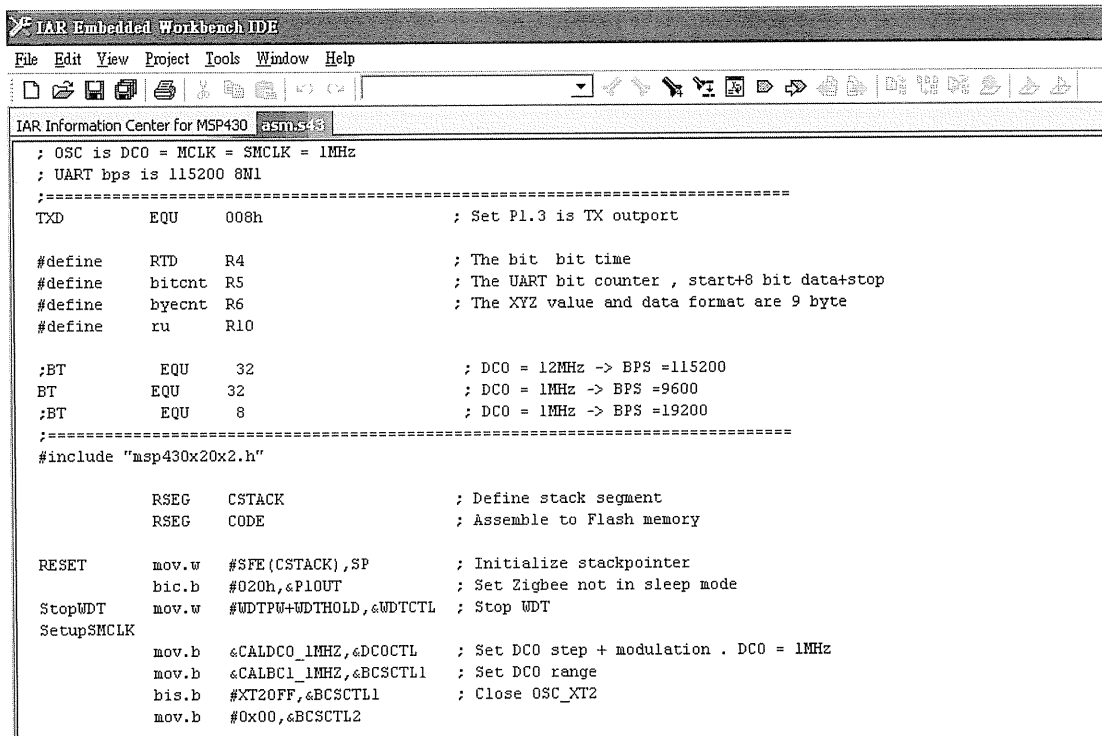 IAR Embedded Workbench IDE
File Edit View Project Tools Window Help
IAR Information Center for MSP430 asm.s43
; OSC is DCO = MCLK = SMCLK = 1MHz
; UART bps is 115200 8N1
;===============================================================================
TXD EQU 008h ; Set P1.3 is TX outport
#define RTD R4 ; The bit bit time
#define bitcnt R5 ; The UART bit counter , start+8 bit data+stop
#define byecnt R6 ; The XYZ value and data format are 9 byte
#define ru R10
;BT EQU 32 ; DCO = 12MHz -> BPS =115200
BT EQU 32 ; DCO = 1MHz -> BPS =9600
;BT EQU 8 ; DCO = 1MHz -> BPS =19200
;===============================================================================
#include "msp430x20x2.h"
RSEG CSTACK ; Define stack segment
RSEG CODE ; Assemble to Flash memory
RESET mov.w #SFE(CSTACK),SP ; Initialize stackpointer
bic.b #020h,&P1OUT ; Set Zigbee not in sleep mode
StopWDT mov.w #WDTPW+WDTHOLD,&WDTCTL ; Stop WDT
SetupSMCLK
mov.b &CALDCO_1MHZ,&DCOCTL ; Set DCO step + modulation . DCO = 1MHz
mov.b &CALBC1_1MHZ,&BCSCTL1 ; Set DCO range
bis.b #XT2OFF,&BCSCTL1 ; Close OSC_XT2
mov.b #0x00,&BCSCTL2